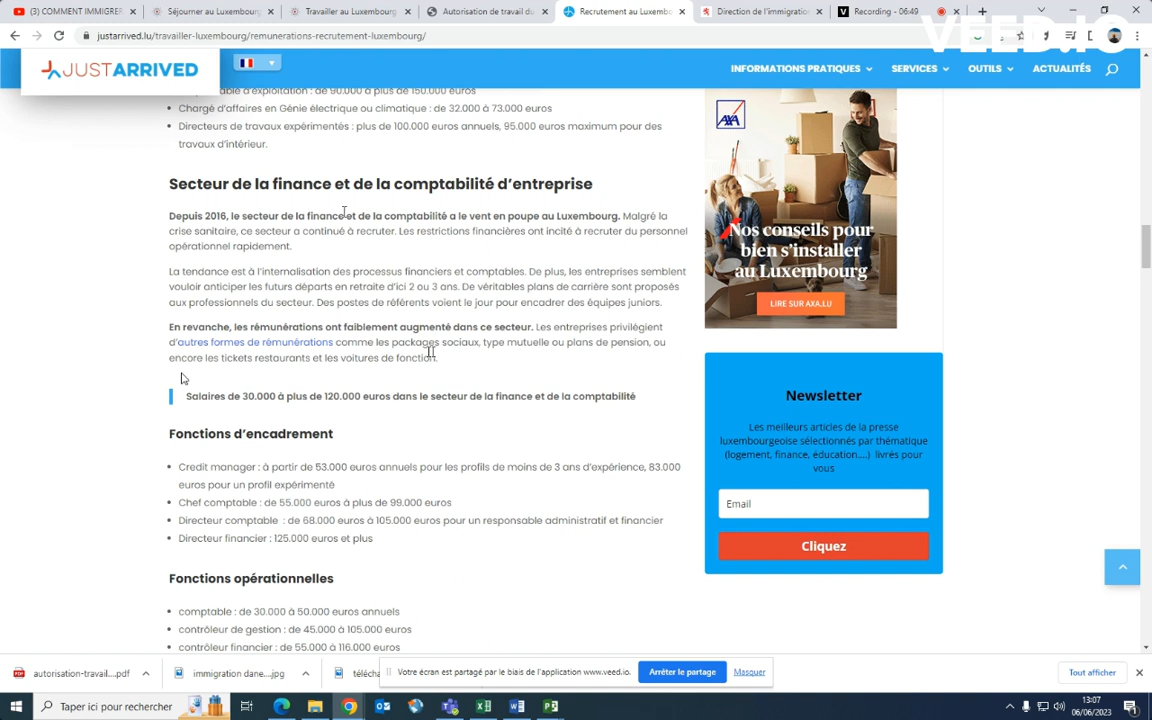 (3) COMMENT IMMIGRER
Séjourner au Luxembourg
Travailler au Luxembourg
Autorisation de travail du
Recrutement au Luxembo
Direction de l'immigration
Recording - 06:49
justarrived.lu/travailler-luxembourg/remunerations-recrutement-luxembourg/
VEED.IO
JUSTARRIVED
INFORMATIONS PRATIQUES
SERVICES
OUTILS
ACTUALITÉS
d'exploitation : de 90.000 à plus de 150.000 euros
Chargé d'affaires en Génie électrique ou climatique : de 32.000 à 73.000 euros
Directeurs de travaux expérimentés : plus de 100.000 euros annuels, 95.000 euros maximum pour des
travaux d'intérieur.
Secteur de la finance et de la comptabilité d'entreprise
Depuis 2016, le secteur de la finance et de la comptabilité a le vent en poupe au Luxembourg. Malgré la
crise sanitaire, ce secteur a continué à recruter. Les restrictions financières ont incité à recruter du personnel
opérationnel rapidement.
La tendance est à l'internalisation des processus financiers et comptables. De plus, les entreprises semblent
vouloir anticiper les futurs départs en retraite d'ici 2 ou 3 ans. De véritables plans de carrière sont proposés
aux professionnels du secteur. Des postes de référents voient le jour pour encadrer des équipes juniors.
En revanche, les rémunérations ont faiblement augmenté dans ce secteur. Les entreprises privilégient
d'autres formes de rémunérations comme les packages sociaux, type mutuelle ou plans de pension, ou
encore les tickets restaurants et les voitures de fonction.
Salaires de 30.000 à plus de 120.000 euros dans le secteur de la finance et de la comptabilité
Fonctions d'encadrement
Credit manager : à partir de 53.000 euros annuels pour les profils de moins de 3 ans d'expérience, 83.000
euros pour un profil expérimenté
Chef comptable : de 55.000 euros à plus de 99.000 euros
Directeur comptable : de 68.000 euros à 105.000 euros pour un responsable administratif et financier
Directeur financier : 125.000 euros et plus
Fonctions opérationnelles
comptable : de 30.000 à 50.000 euros annuels
contrôleur de gestion : de 45.000 à 105.000 euros
contrôleur financier : de 55.000 à 116.000 euros
AXA
Nos conseils pour
bien s'installer
au Luxembourg
LIRE SUR AXA.LU
Newsletter
Les meilleurs articles de la presse
luxembourgeoise sélectionnés par thématique
(logement, finance, éducation....) livrés pour
vous
Email
Cliquez
autorisation-travail....pdf
immigration dane....jpg
télécha
Votre écran est partagé par le biais de l'application www.veed.io.
Arrêter le partage
Masquer
Tout afficher
Taper ici pour rechercher
13:07
06/06/2023